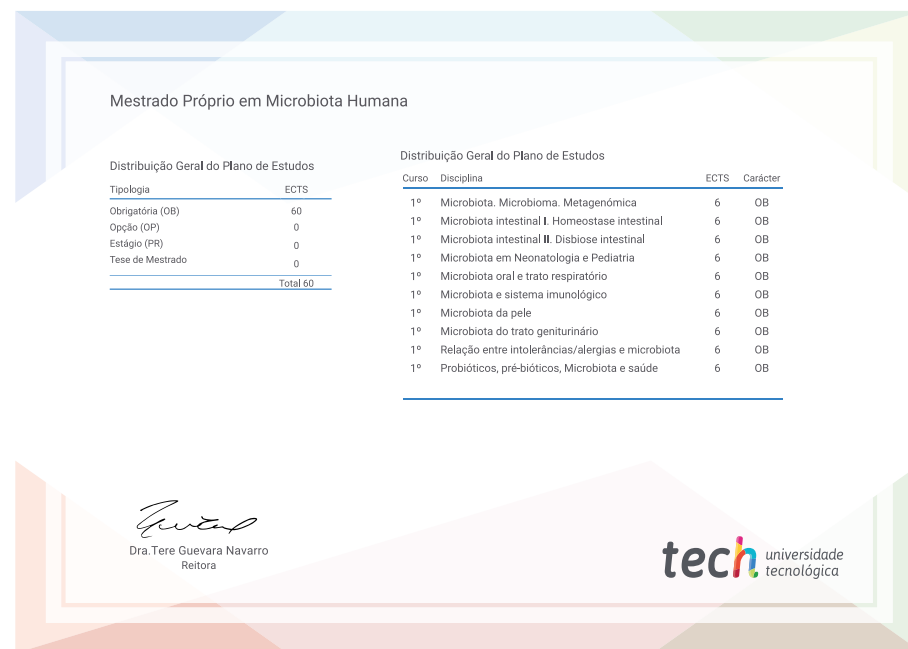 Mestrado Próprio em Microbiota Humana
Distribuição Geral do Plano de Estudos
Tipologia ECTS
Obrigatória (OB) 60
Opção (OP) 0
Estágio (PR) 0
Tese de Mestrado 0
Total 60
Distribuição Geral do Plano de Estudos
Curso Disciplina ECTS Carácter
1º Microbiota. Microbioma. Metagenómica 6 OB
1º Microbiota intestinal I. Homeostase intestinal 6 OB
1º Microbiota intestinal II. Disbiose intestinal 6 OB
1º Microbiota em Neonatologia e Pediatria 6 OB
1º Microbiota oral e trato respiratório 6 OB
1º Microbiota e sistema imunológico 6 OB
1º Microbiota da pele 6 OB
1º Microbiota do trato geniturinário 6 OB
1º Relação entre intolerâncias/alergias e microbiota 6 OB
1º Probióticos, pré-bióticos, Microbiota e saúde 6 OB
Dra.Tere Guevara Navarro
Reitora
tech universidade
tecnológica